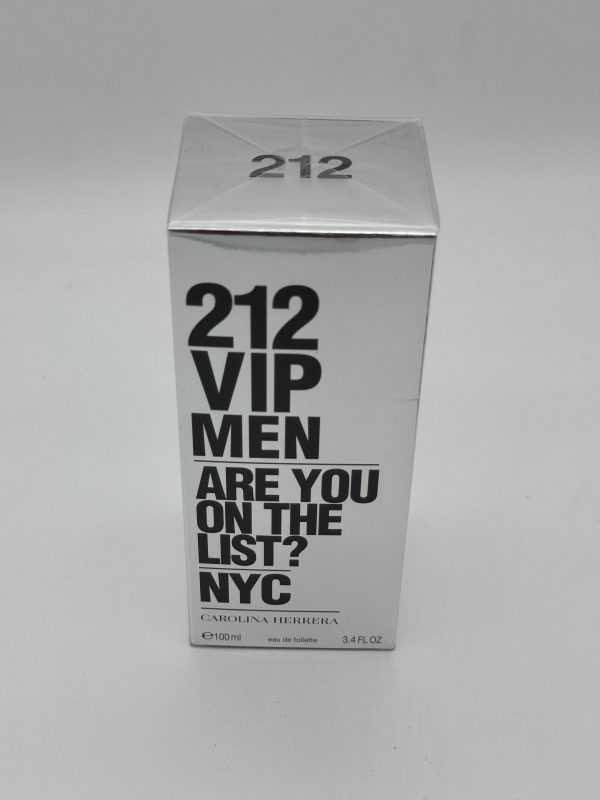 212
212
VIP
MEN
ARE YOU
ON THE
LIST?
NYC
CAROLINA HERRERA
℮100 ml eau de toilette 3.4 FL OZ